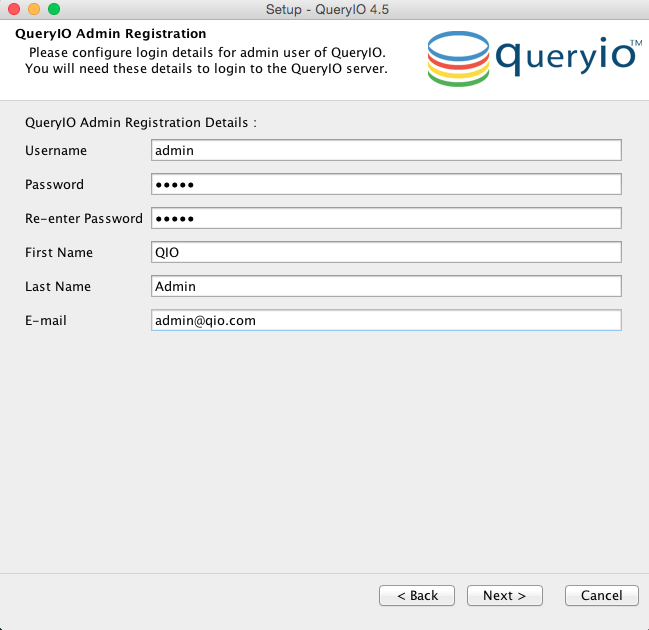 Setup - QueryIO 4.5
QueryIO Admin Registration
Please configure login details for admin user of QueryIO.
You will need these details to login to the QueryIO server.
queryio™
QueryIO Admin Registration Details :
Username admin
Password •••••
Re-enter Password •••••
First Name QIO
Last Name Admin
E-mail admin@qio.com
< Back Next > Cancel